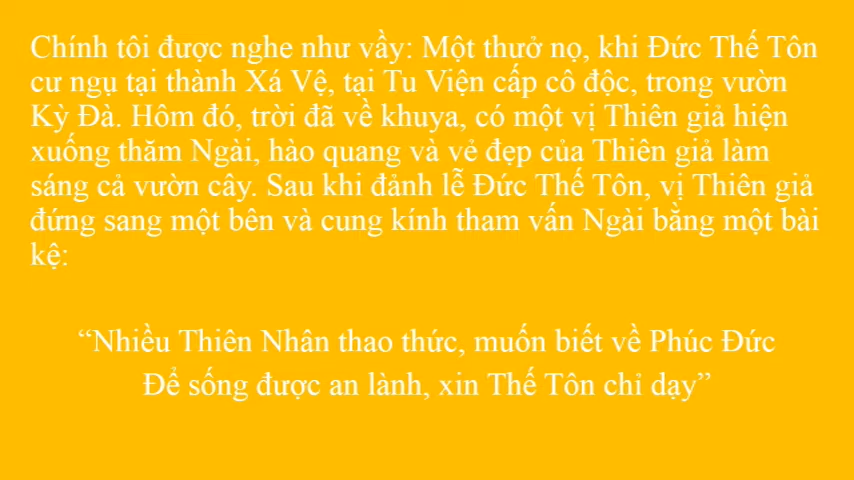 Chính tôi được nghe như vầy: Một thưở nọ, khi Đức Thế Tôn
cư ngụ tại thành Xá Vệ, tại Tu Viện cấp cô độc, trong vườn
Kỳ Đà. Hôm đó, trời đã về khuya, có một vị Thiên giả hiện
xuống thăm Ngài, hào quang và vẻ đẹp của Thiên giả làm
sáng cả vườn cây. Sau khi đảnh lễ Đức Thế Tôn, vị Thiên giả
đứng sang một bên và cung kính tham vấn Ngài bằng một bài
kệ:
“Nhiều Thiên Nhân thao thức, muốn biết về Phúc Đức
Để sống được an lành, xin Thế Tôn chỉ dạy”